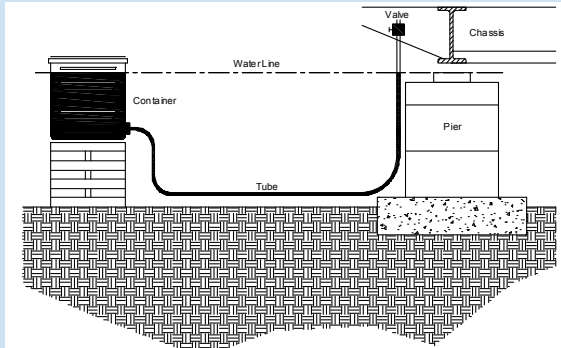 Valve
Chassis
Water Line
Container
Pier
Tube